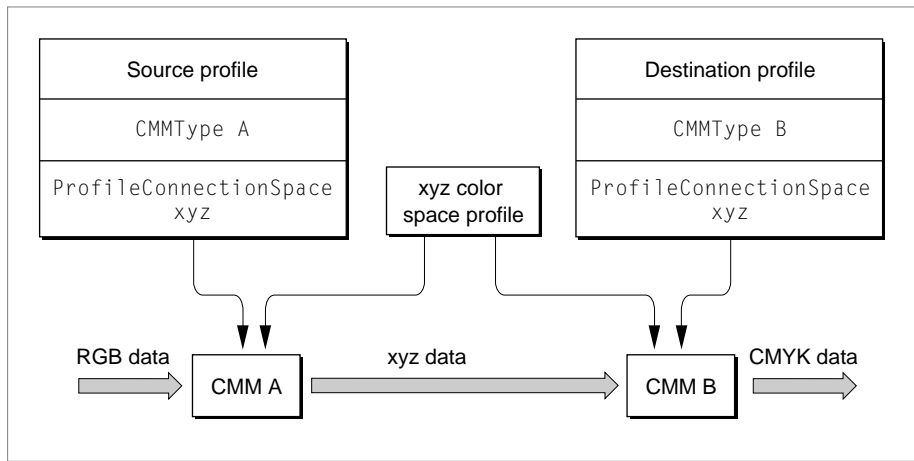 Source profile
CMMType A
ProfileConnectionSpace
xyz
xyz color
space profile
Destination profile
CMMType B
ProfileConnectionSpace
xyz
RGB data
CMM A
xyz data
CMM B
CMYK data